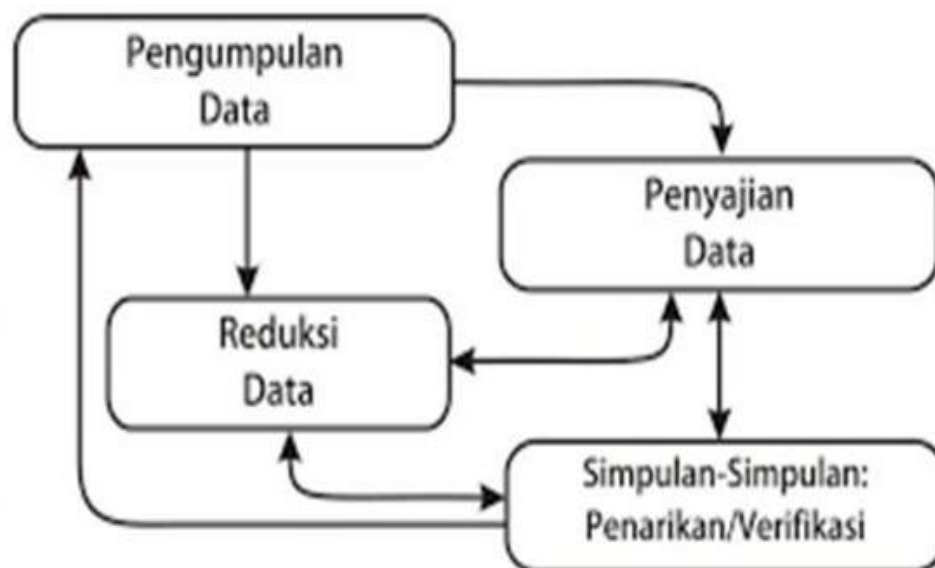 Pengumpulan
Data
Penyajian
Data
Reduksi
Data
Simpulan-Simpulan:
Penarikan/Verifikasi